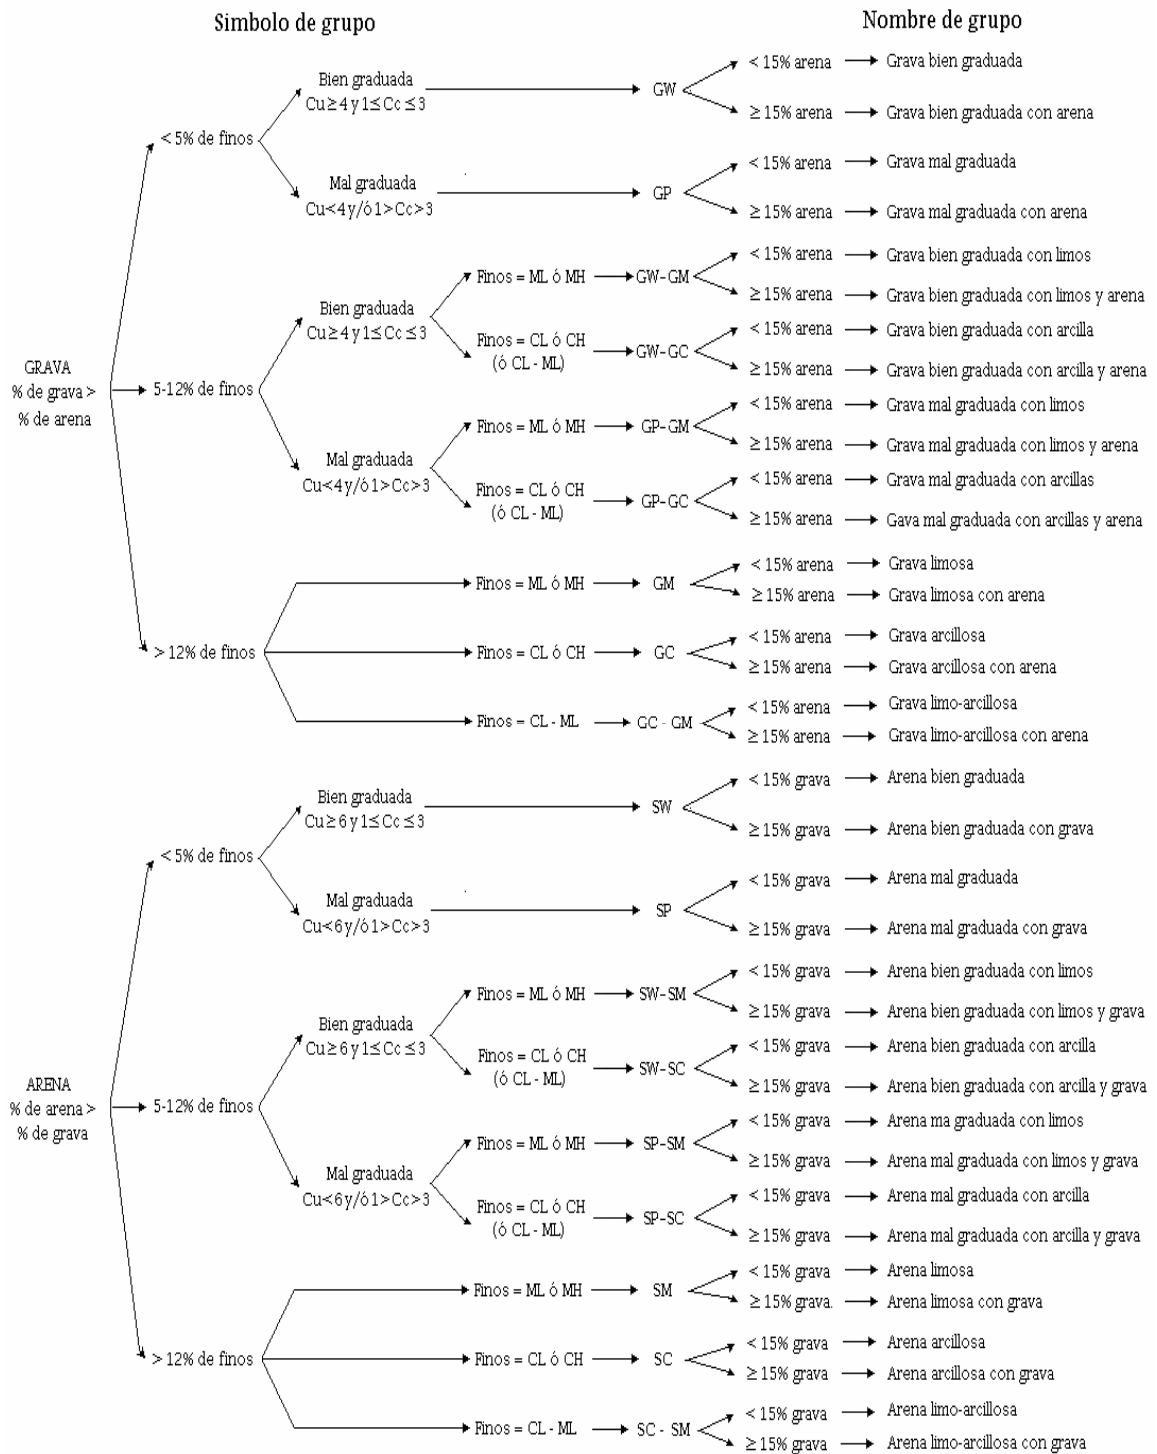 Simbolo de grupo
Nombre de grupo
GRAVA
% de grava >
% de arena
< 5% de finos
Bien graduada
Cu≥4 y 1≤Cc≤3
GW
< 15% arena
Grava bien graduada
≥ 15% arena
Grava bien graduada con arena
Mal graduada
Cu<4 y/ó 1>Cc>3
GP
< 15% arena
Grava mal graduada
≥ 15% arena
Grava mal graduada con arena
5-12% de finos
Bien graduada
Cu≥4 y 1≤Cc≤3
Finos = ML ó MH
GW-GM
< 15% arena
Grava bien graduada con limos
≥ 15% arena
Grava bien graduada con limos y arena
Finos = CL ó CH
(ó CL - ML)
GW-GC
< 15% arena
Grava bien graduada con arcilla
≥ 15% arena
Grava bien graduada con arcilla y arena
Mal graduada
Cu<4 y/ó 1>Cc>3
Finos = ML ó MH
GP-GM
< 15% arena
Grava mal graduada con limos
≥ 15% arena
Grava mal graduada con limos y arena
Finos = CL ó CH
(ó CL - ML)
GP-GC
< 15% arena
Grava mal graduada con arcillas
≥ 15% arena
Gava mal graduada con arcillas y arena
> 12% de finos
Finos = ML ó MH
GM
< 15% arena
Grava limosa
≥ 15% arena
Grava limosa con arena
Finos = CL ó CH
GC
< 15% arena
Grava arcillosa
≥ 15% arena
Grava arcillosa con arena
Finos = CL - ML
GC - GM
< 15% arena
Grava limo-arcillosa
≥ 15% arena
Grava limo-arcillosa con arena
ARENA
% de arena >
% de grava
< 5% de finos
Bien graduada
Cu≥6 y 1≤Cc≤3
SW
< 15% grava
Arena bien graduada
≥ 15% grava
Arena bien graduada con grava
Mal graduada
Cu<6 y/ó 1>Cc>3
SP
< 15% grava
Arena mal graduada
≥ 15% grava
Arena mal graduada con grava
5-12% de finos
Bien graduada
Cu≥6 y 1≤Cc≤3
Finos = ML ó MH
SW-SM
< 15% grava
Arena bien graduada con limos
≥ 15% grava
Arena bien graduada con limos y grava
Finos = CL ó CH
(ó CL - ML)
SW-SC
< 15% grava
Arena bien graduada con arcilla
≥ 15% grava
Arena bien graduada con arcilla y grava
Mal graduada
Cu<6 y/ó 1>Cc>3
Finos = ML ó MH
SP-SM
< 15% grava
Arena ma graduada con limos
≥ 15% grava
Arena mal graduada con limos y grava
Finos = CL ó CH
(ó CL - ML)
SP-SC
< 15% grava
Arena mal graduada con arcilla
≥ 15% grava
Arena mal graduada con arcilla y grava
> 12% de finos
Finos = ML ó MH
SM
< 15% grava
Arena limosa
≥ 15% grava.
Arena limosa con grava
Finos = CL ó CH
SC
< 15% grava
Arena arcillosa
≥ 15% grava
Arena arcillosa con grava
Finos = CL - ML
SC - SM
< 15% grava
Arena limo-arcillosa
≥ 15% grava
Arena limo-arcillosa con grava